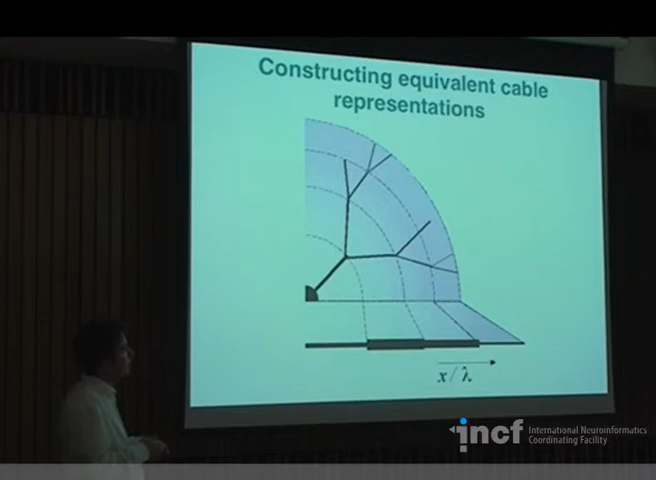 Constructing equivalent cable
representations
x/λ
incf International Neuroinformatics
Coordinating Facility